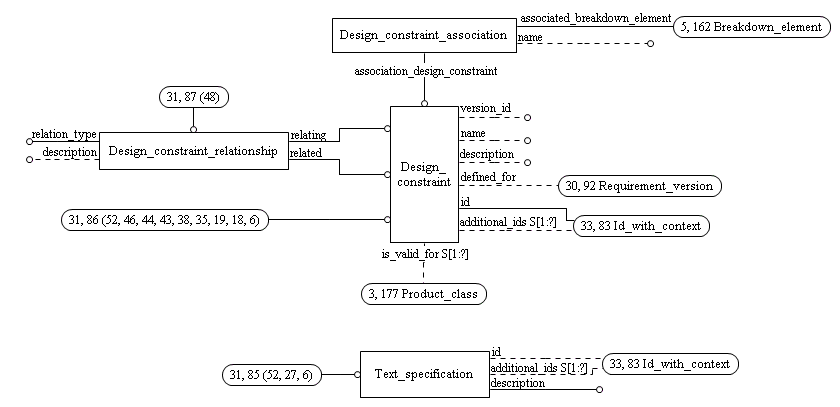 associated_breakdown_element
5, 162 Breakdown_element
Design_constraint_association
name
association_design_constraint
31, 87 (48)
version_id
relation_type
relating
name
description
Design_constraint_relationship
related
description
Design_
constraint
defined_for
30, 92 Requirement_version
id
31, 86 (52, 46, 44, 43, 38, 35, 19, 18, 6)
additional_ids S[1:?]
33, 83 Id_with_context
is_valid_for S[1:?]
3, 177 Product_class
id
33, 83 Id_with_context
31, 85 (52, 27, 6)
Text_specification
additional_ids S[1:?]
description